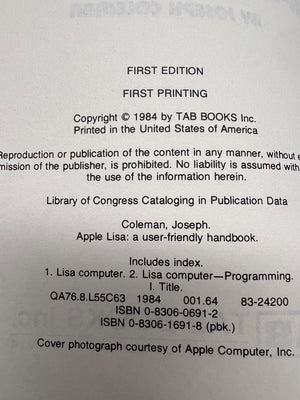 FIRST EDITION
FIRST PRINTING
Copyright © 1984 by TAB BOOKS Inc.
Printed in the United States of America
Reproduction or publication of the content in any manner, without e
mission of the publisher, is prohibited. No liability is assumed with
the use of the information herein.
Library of Congress Cataloging in Publication Data
Coleman, Joseph.
Apple Lisa: a user-friendly handbook.
Includes index.
1. Lisa computer. 2. Lisa computer—Programming.
I. Title.
QA76.8.L55C63 1984 001.64 83-24200
ISBN 0-8306-0691-2
ISBN 0-8306-1691-8 (pbk.)
Cover photograph courtesy of Apple Computer, Inc.